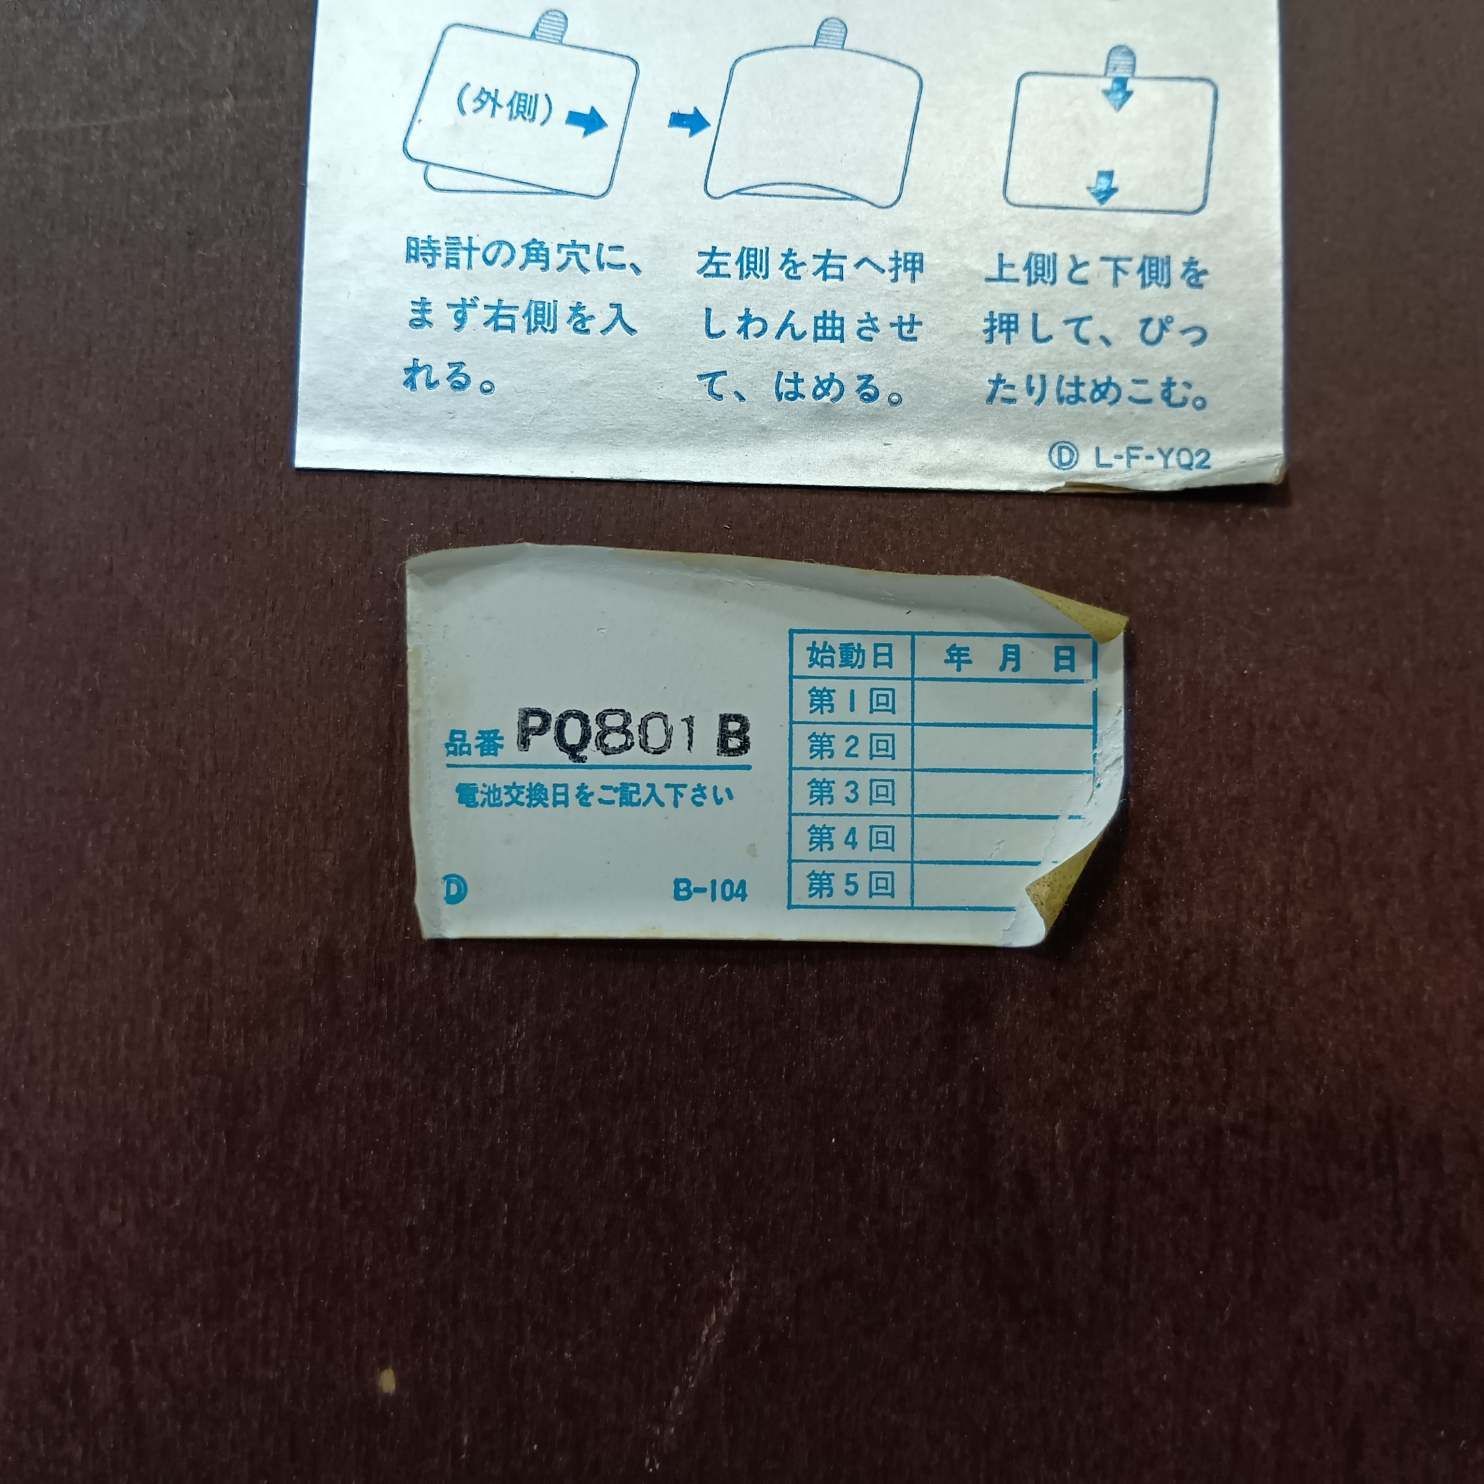 (外側)
時計の角穴に、
まず右側を入
れる。
左側を右へ押
しわん曲させ
て、はめる。
上側と下側を
押して、ぴっ
たりはめこむ。
Ⓓ L-F-YQ2
品番 PQ801B
電池交換日をご記入下さい
Ⓓ B-104
始動日 年 月 日
第1回
第2回
第3回
第4回
第5回